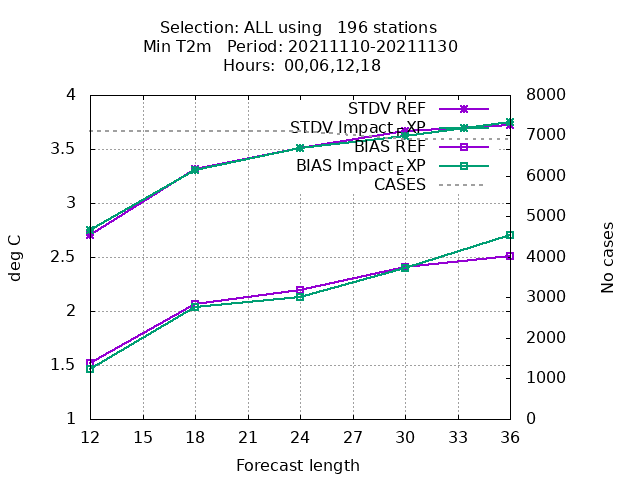 Selection: ALL using   196 stations
Min T2m   Period: 20211110-20211130
Hours:  00,06,12,18
4
3.5
3
2.5
2
1.5
1
deg C
STDV REF
STDV Impact_EXP
BIAS REF
BIAS Impact_EXP
CASES
8000
7000
6000
5000
4000
3000
2000
1000
0
No cases
12 15 18 21 24 27 30 33 36
Forecast length